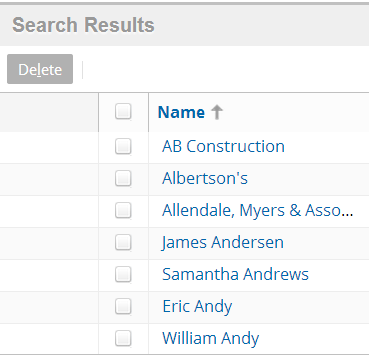 Search Results
Delete
Name
AB Construction
Albertson's
Allendale, Myers & Asso...
James Andersen
Samantha Andrews
Eric Andy
William Andy